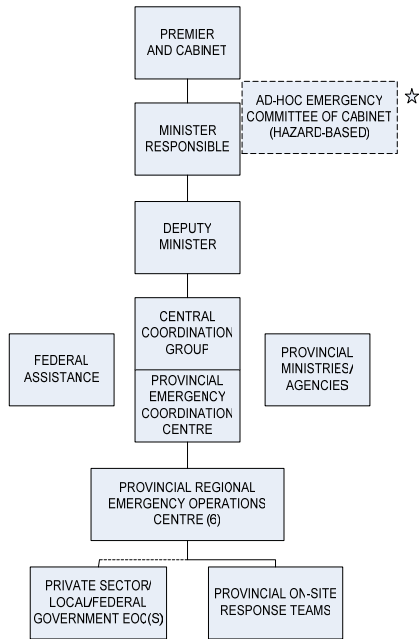 PREMIER
AND CABINET
AD-HOC EMERGENCY
COMMITTEE OF CABINET
(HAZARD-BASED)
MINISTER
RESPONSIBLE
DEPUTY
MINISTER
CENTRAL
COORDINATION
GROUP
FEDERAL
ASSISTANCE
PROVINCIAL
MINISTRIES/
AGENCIES
PROVINCIAL
EMERGENCY
COORDINATION
CENTRE
PROVINCIAL REGIONAL
EMERGENCY OPERATIONS
CENTRE (6)
PRIVATE SECTOR/
LOCAL/FEDERAL
GOVERNMENT EOC(S)
PROVINCIAL ON-SITE
RESPONSE TEAMS